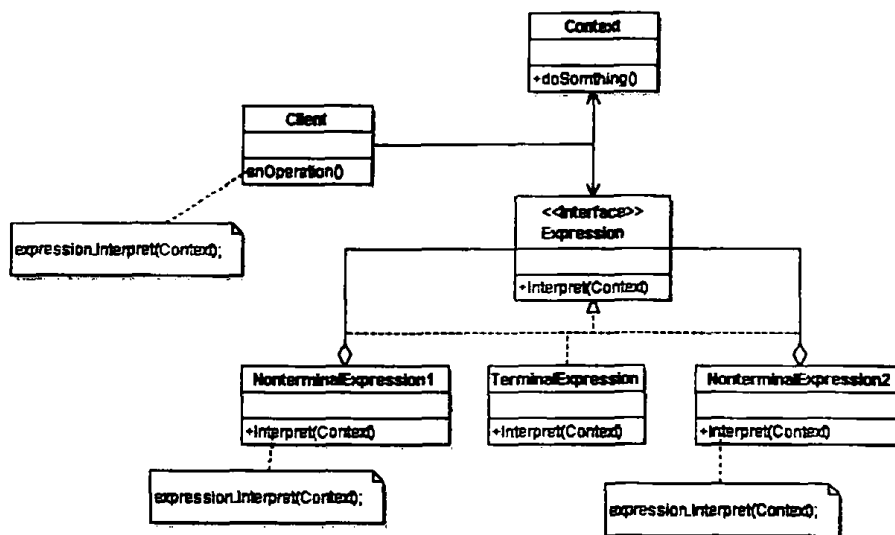 Context
+doSomthing()
Client
anOperation()
<<Interface>>
Expression
expression.Interpret(Context);
+Interpret(Context)
NonterminalExpression1
TerminalExpression
NonterminalExpression2
+Interpret(Context)
+Interpret(Context)
+Interpret(Context)
expression.Interpret(Context);
expression.Interpret(Context);